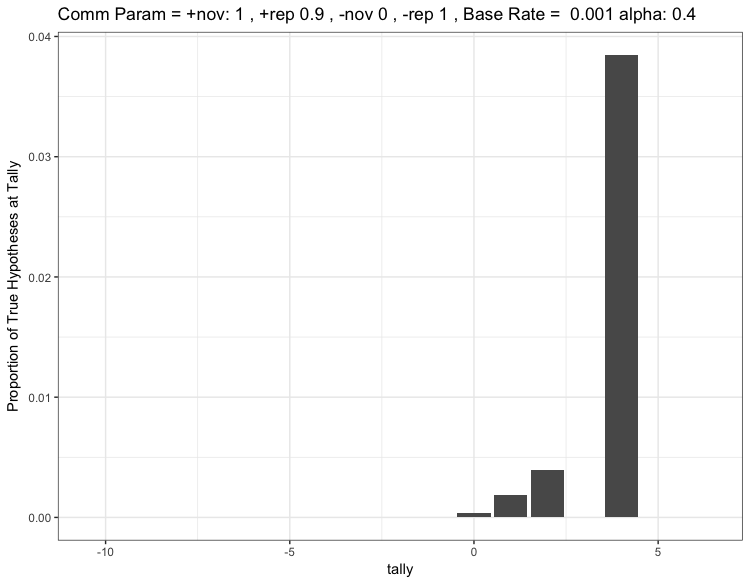 Comm Param = +nov: 1 , +rep 0.9 , -nov 0 , -rep 1 , Base Rate =  0.001 alpha: 0.4
Proportion of True Hypotheses at Tally
0.04
0.03
0.02
0.01
0.00
-10 -5 0 5
tally